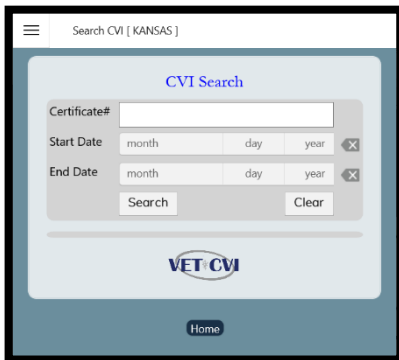 Search CVI [ KANSAS ]
CVI Search
Certificate#
Start Date month day year
End Date month day year
Search Clear
VET CVI
Home